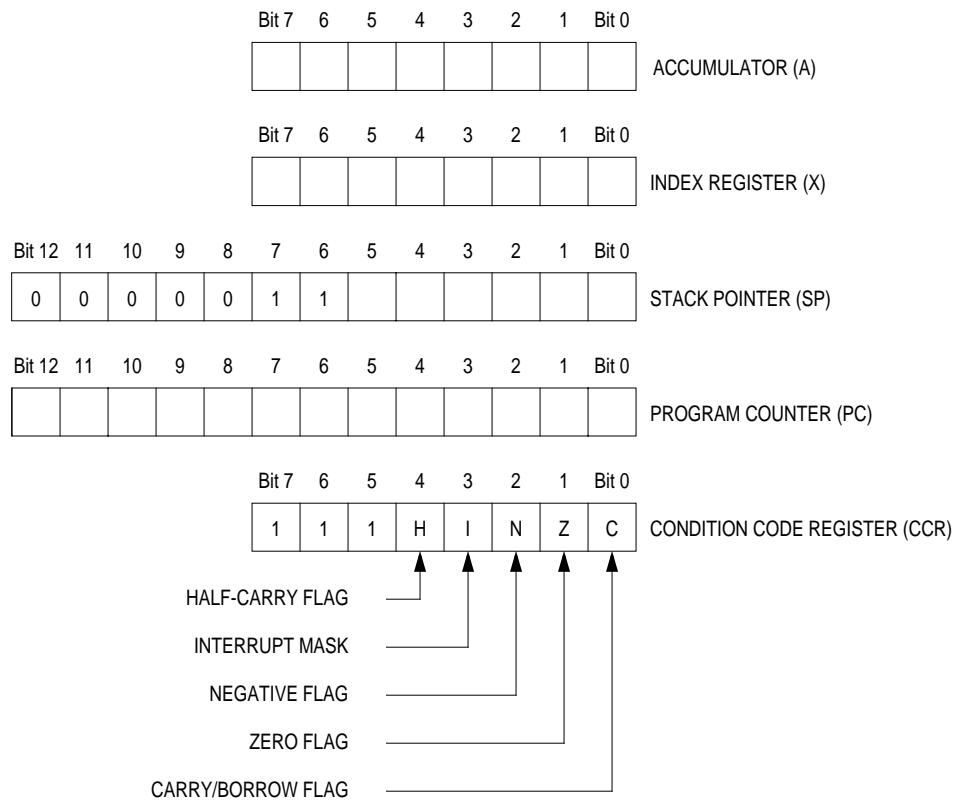 Bit 7 6 5 4 3 2 1 Bit 0
ACCUMULATOR (A)
Bit 7 6 5 4 3 2 1 Bit 0
INDEX REGISTER (X)
Bit 12 11 10 9 8 7 6 5 4 3 2 1 Bit 0
0 0 0 0 0 1 1 STACK POINTER (SP)
Bit 12 11 10 9 8 7 6 5 4 3 2 1 Bit 0
PROGRAM COUNTER (PC)
Bit 7 6 5 4 3 2 1 Bit 0
1 1 1 H I N Z C CONDITION CODE REGISTER (CCR)
HALF-CARRY FLAG
INTERRUPT MASK
NEGATIVE FLAG
ZERO FLAG
CARRY/BORROW FLAG